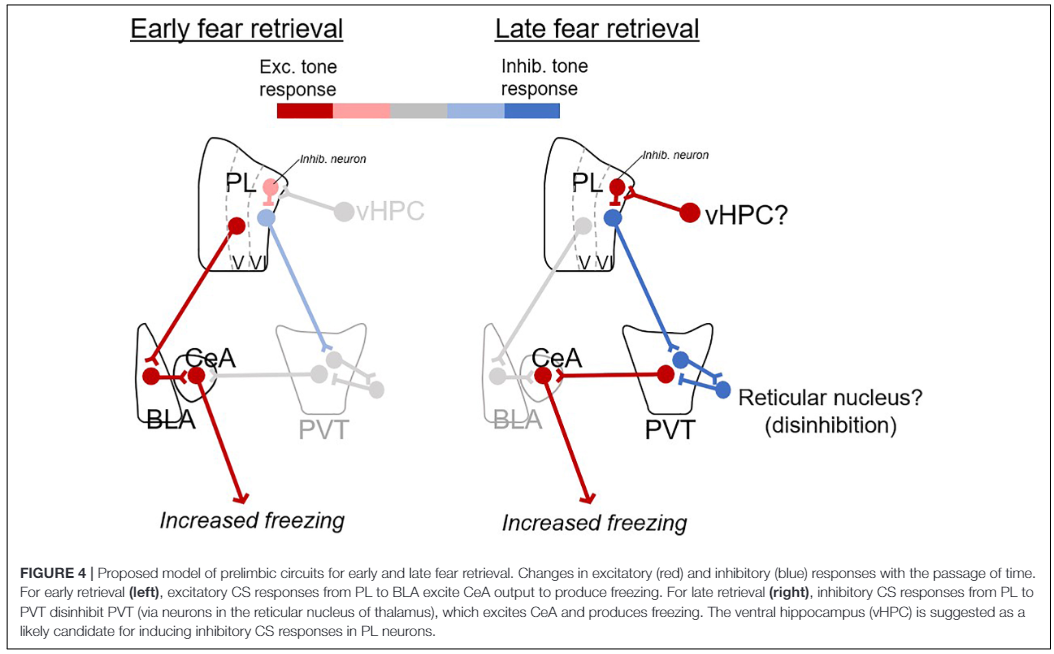 Early fear retrieval
Late fear retrieval
Exc. tone
response
Inhib. tone
response
Inhib. neuron
PL
vHPC
V VI
CeA
BLA
PVT
Increased freezing
Inhib. neuron
PL
vHPC?
V VI
CeA
BLA
PVT
Reticular nucleus?
(disinhibition)
Increased freezing
FIGURE 4 | Proposed model of prelimbic circuits for early and late fear retrieval. Changes in excitatory (red) and inhibitory (blue) responses with the passage of time.
For early retrieval (left), excitatory CS responses from PL to BLA excite CeA output to produce freezing. For late retrieval (right), inhibitory CS responses from PL to
PVT disinhibit PVT (via neurons in the reticular nucleus of thalamus), which excites CeA and produces freezing. The ventral hippocampus (vHPC) is suggested as a
likely candidate for inducing inhibitory CS responses in PL neurons.